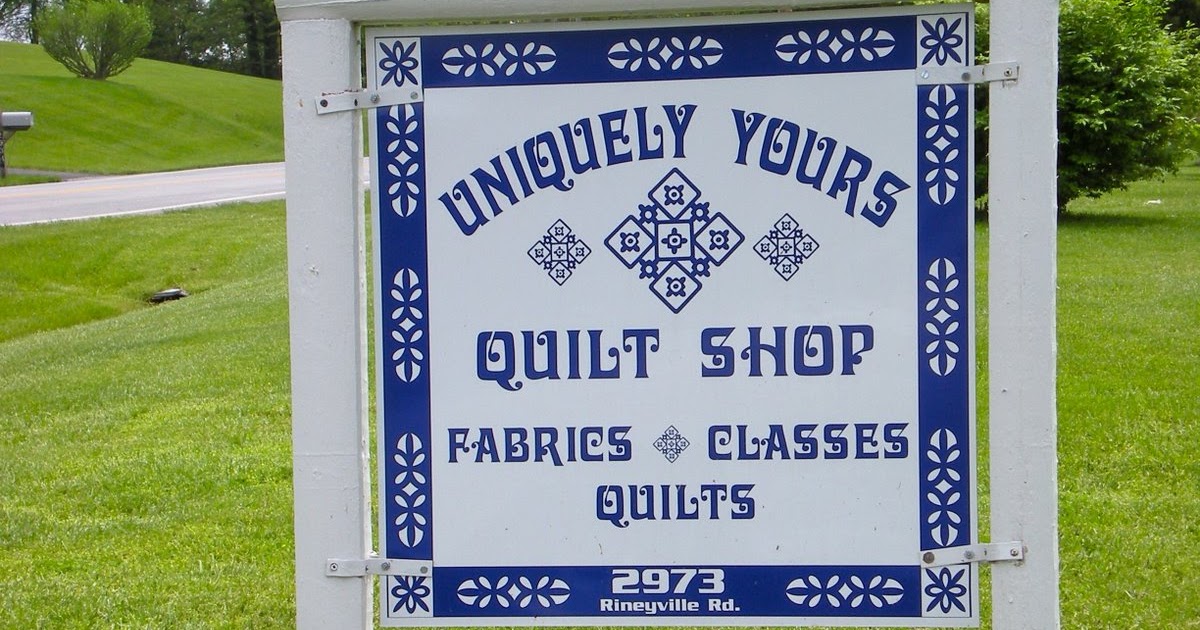 UNIQUELY YOURS
QUILT SHOP
FABRICS CLASSES
QUILTS
2973
Rineyville Rd.